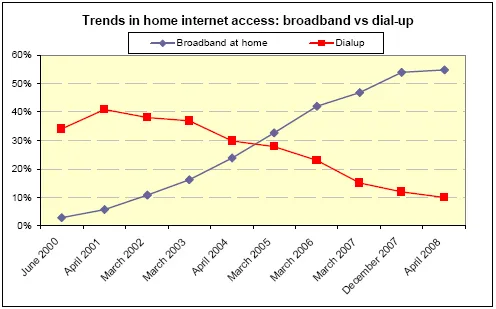 Trends in home internet access: broadband vs dial-up
Broadband at home Dialup
60%
50%
40%
30%
20%
10%
0%
June 2000
April 2001
March 2002
March 2003
April 2004
March 2005
March 2006
March 2007
December 2007
April 2008